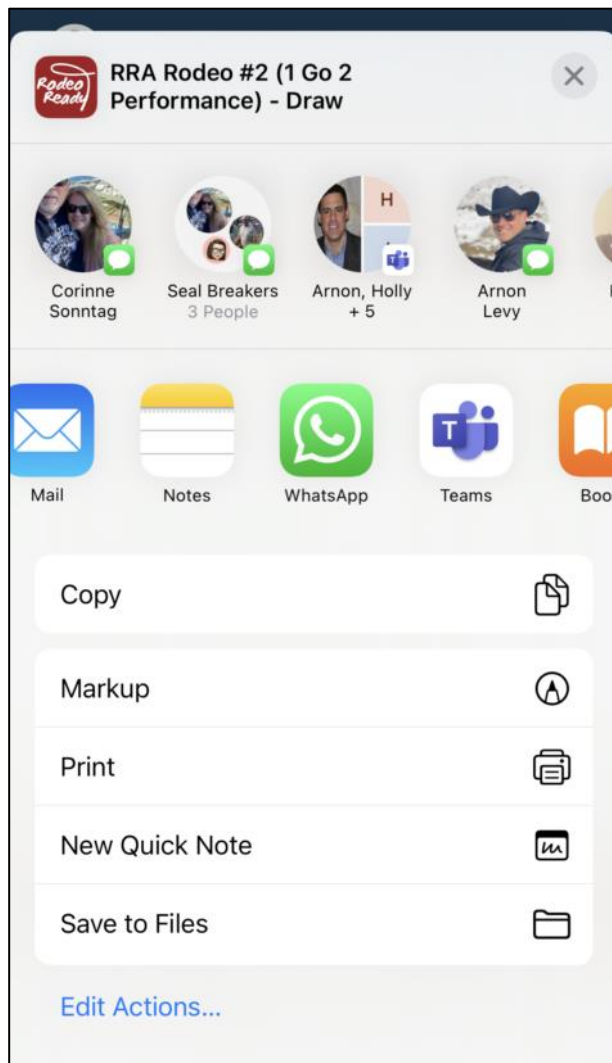 Rodeo
Ready
RRA Rodeo #2 (1 Go 2
Performance) - Draw
H
Corinne
Sonntag
Seal Breakers
3 People
Arnon, Holly
+ 5
Arnon
Levy
T
Mail
Notes
WhatsApp
Teams
Boo
Copy
Markup
Print
New Quick Note
Save to Files
Edit Actions...